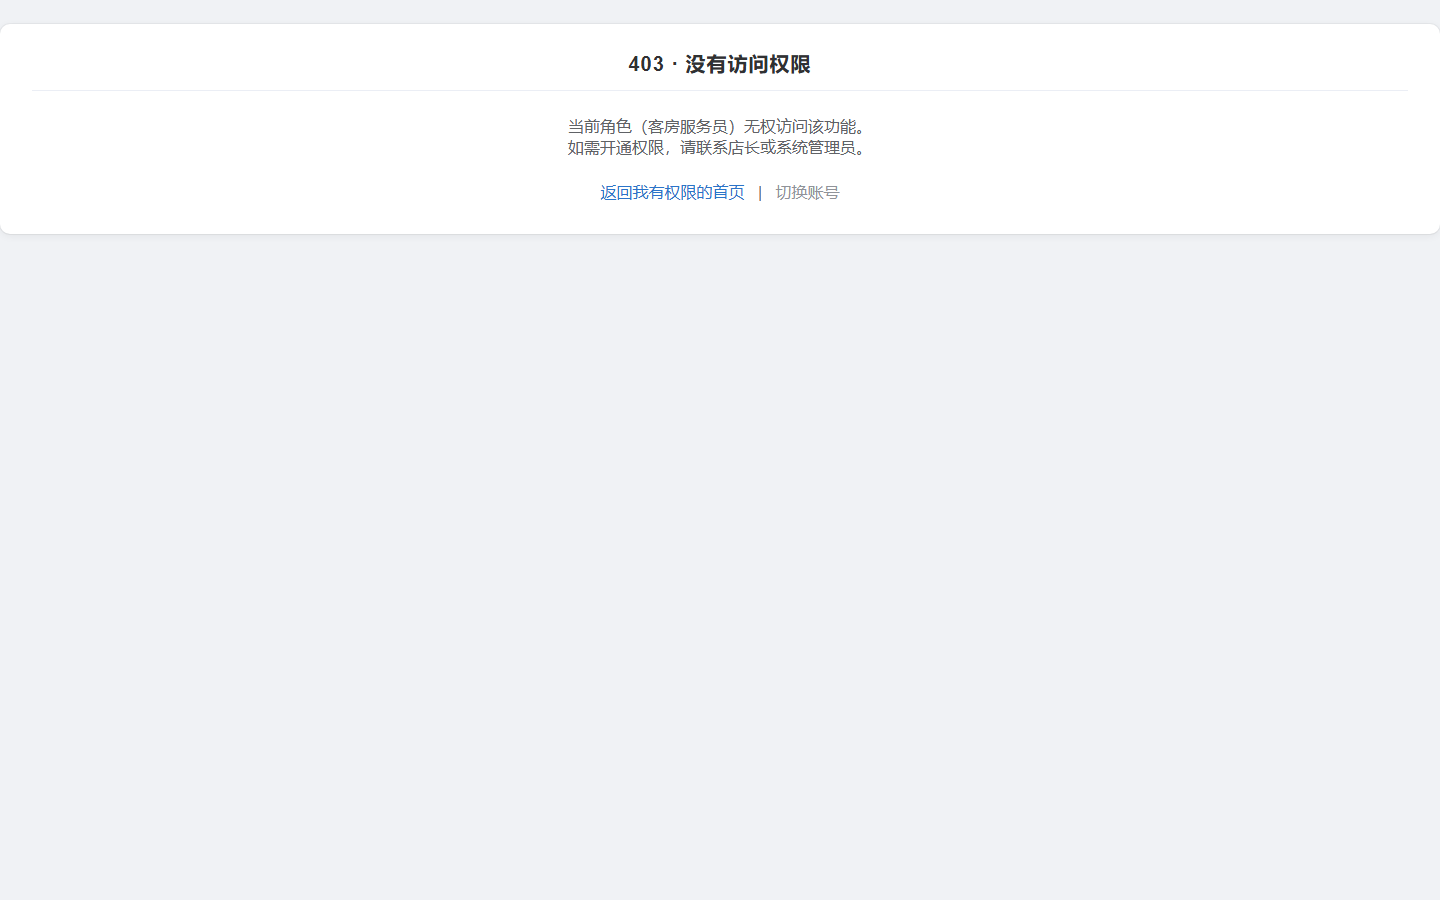 403 · 没有访问权限
当前角色（客房服务员）无权访问该功能。
如需开通权限，请联系店长或系统管理员。
返回我有权限的首页 | 切换账号